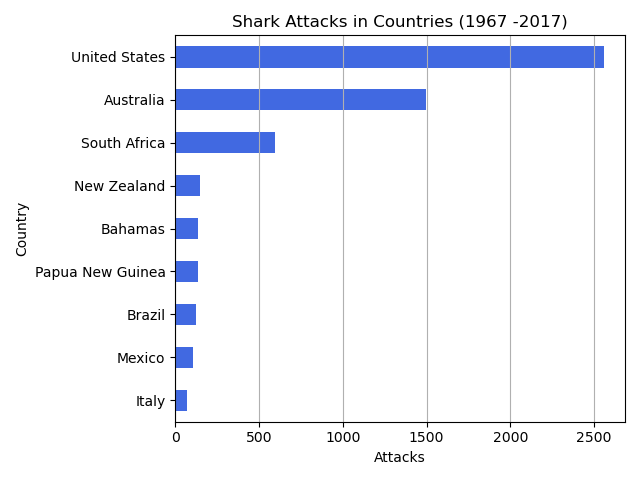 Shark Attacks in Countries (1967 -2017)
United States
Australia
South Africa
New Zealand
Bahamas
Papua New Guinea
Brazil
Mexico
Italy
Country
0 500 1000 1500 2000 2500
Attacks